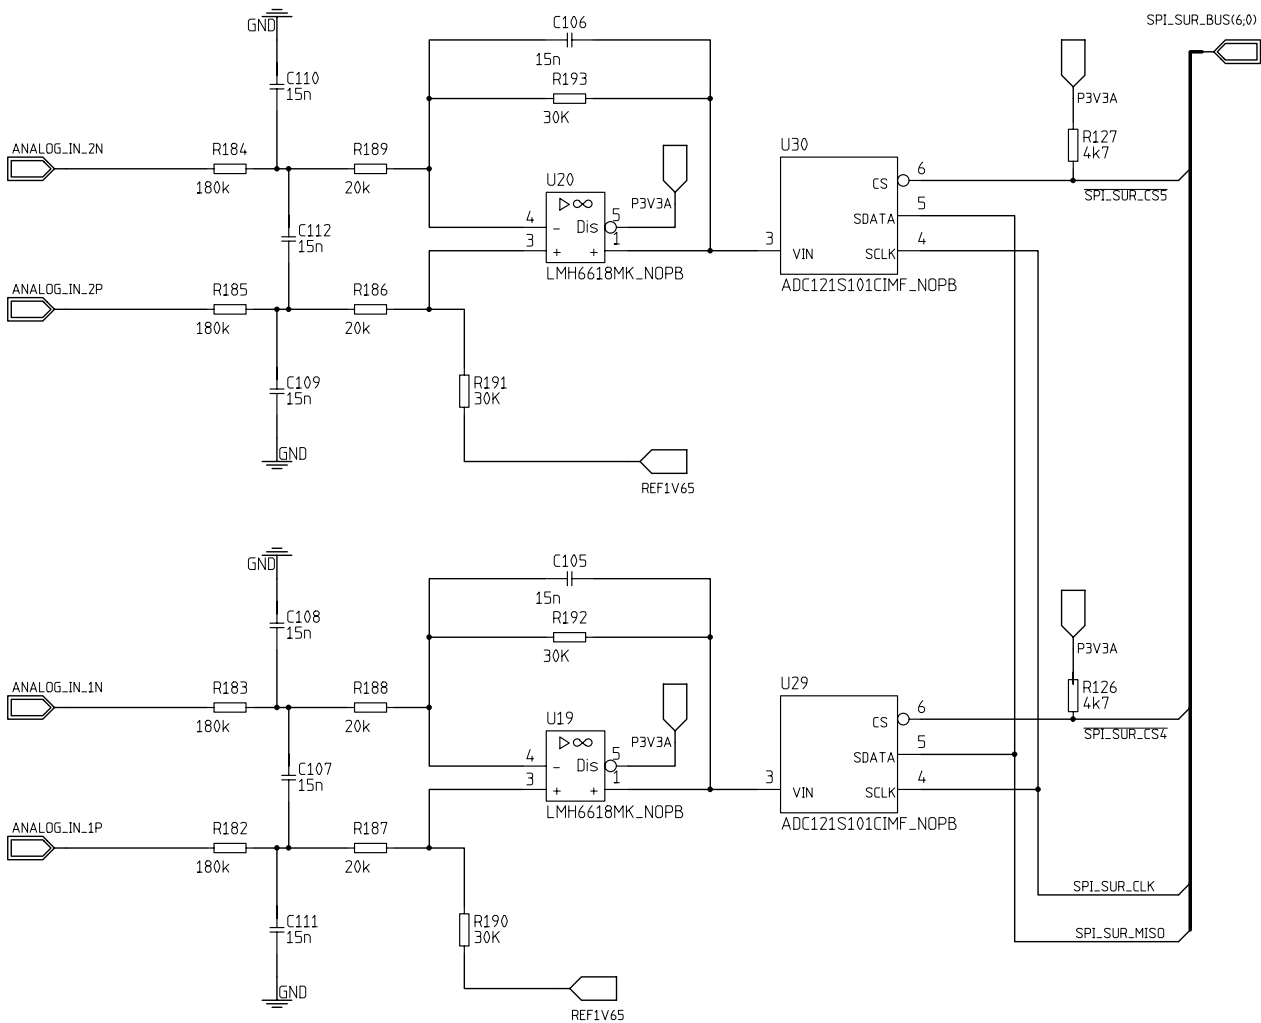 SPI_SUR_BUS(6;0)
GND
C106
15n
C110
15n
R193
30K
P3V3A
R127
4k7
ANALOG_IN_2N
R184
180k
R189
20k
U30
CS
6
SPI_SUR_CS5
U20
▷∞
P3V3A
5
Dis
4
-
1
3
+
+
LMH6618MK_NOPB
SDATA
5
3
VIN
SCLK
4
ADC121S101CIMF_NOPB
C112
15n
ANALOG_IN_2P
R185
180k
R186
20k
C109
15n
R191
30K
GND
REF1V65
GND
C105
15n
C108
15n
R192
30K
P3V3A
R126
4k7
ANALOG_IN_1N
R183
180k
R188
20k
U29
CS
6
SPI_SUR_CS4
U19
▷∞
P3V3A
5
Dis
4
-
1
3
+
+
LMH6618MK_NOPB
SDATA
5
3
VIN
SCLK
4
ADC121S101CIMF_NOPB
C107
15n
ANALOG_IN_1P
R182
180k
R187
20k
SPI_SUR_CLK
C111
15n
R190
30K
SPI_SUR_MISO
GND
REF1V65